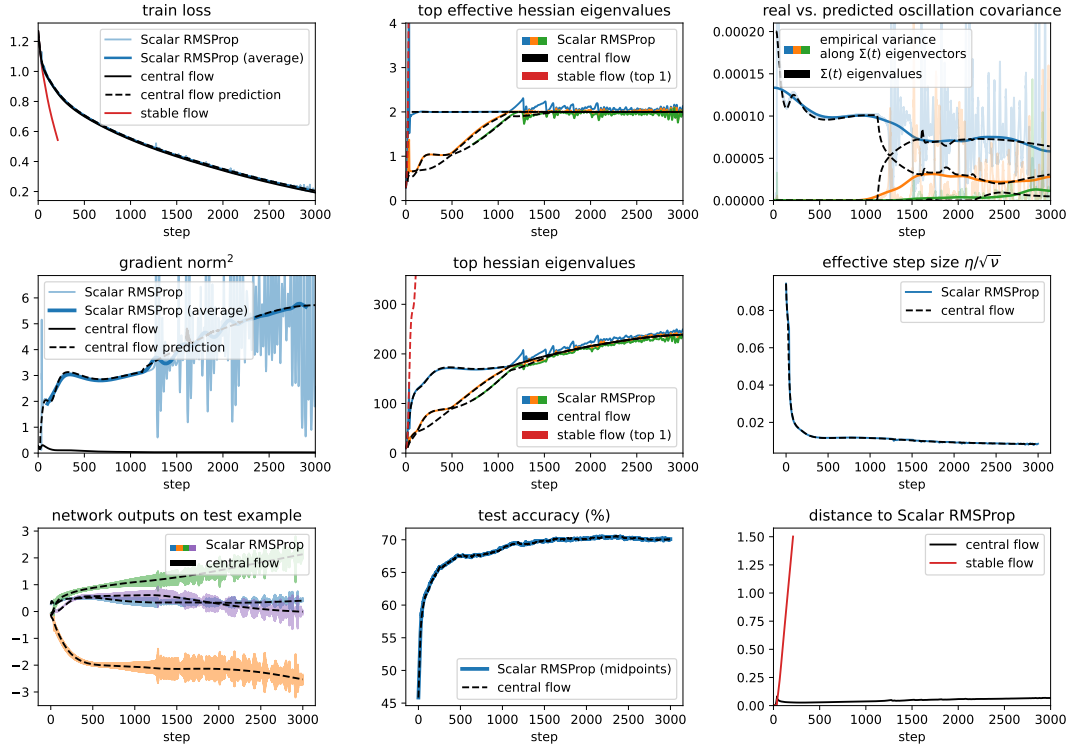 train loss
1.2
1.0
0.8
0.6
0.4
0.2
Scalar RMSProp
Scalar RMSProp (average)
central flow
central flow prediction
stable flow
0 500 1000 1500 2000 2500 3000
step
top effective hessian eigenvalues
4
3
2
1
0
Scalar RMSProp
central flow
stable flow (top 1)
0 500 1000 1500 2000 2500 3000
step
real vs. predicted oscillation covariance
0.00020
0.00015
0.00010
0.00005
0.00000
empirical variance
along Σ(t) eigenvectors
Σ(t) eigenvalues
0 500 1000 1500 2000 2500 3000
step
gradient norm²
6
5
4
3
2
1
0
Scalar RMSProp
Scalar RMSProp (average)
central flow
central flow prediction
0 500 1000 1500 2000 2500 3000
step
top hessian eigenvalues
300
200
100
0
Scalar RMSProp
central flow
stable flow (top 1)
0 500 1000 1500 2000 2500 3000
step
effective step size η/√ν
0.08
0.06
0.04
0.02
Scalar RMSProp
central flow
0 500 1000 1500 2000 2500 3000
step
network outputs on test example
3
2
1
0
−1
−2
−3
Scalar RMSProp
central flow
0 500 1000 1500 2000 2500 3000
step
test accuracy (%)
70
65
60
55
50
45
Scalar RMSProp (midpoints)
central flow
0 500 1000 1500 2000 2500 3000
step
distance to Scalar RMSProp
1.50
1.25
1.00
0.75
0.50
0.25
0.00
central flow
stable flow
0 500 1000 1500 2000 2500 3000
step